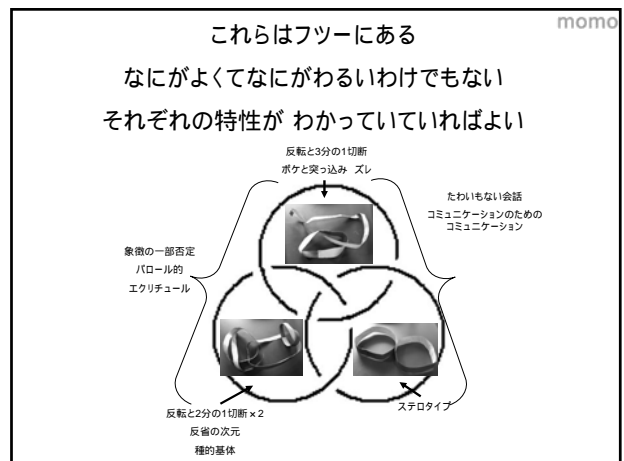 momo
これらはフツーにある
なにがよくてなにがわるいわけでもない
それぞれの特性が わかっていていればよい
反転と3分の1切断
ボケと突っ込み ズレ
たわいもない会話
コミュニケーションのための
コミュニケーション
象徴の一部否定
パロール的
エクリチュール
反転と2分の1切断×2
反省の次元
種的基体
ステロタイプ